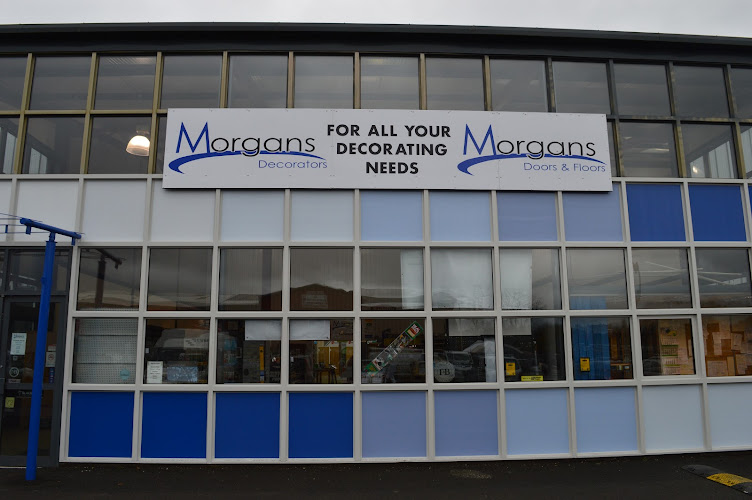 Morgans
Decorators
FOR ALL YOUR
DECORATING
NEEDS
Morgans
Doors & Floors